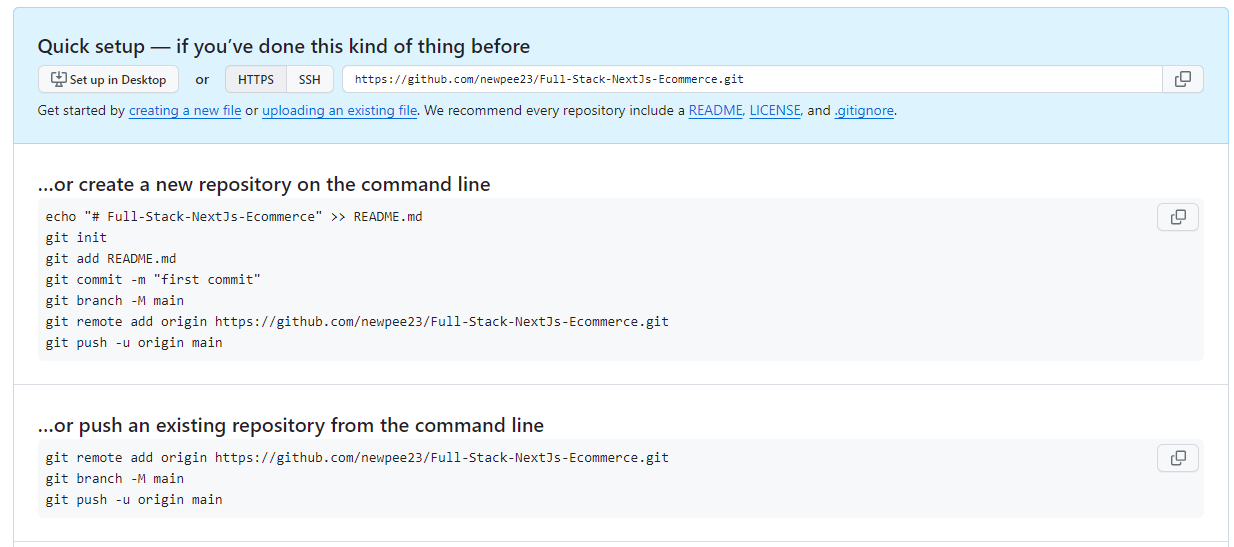 Quick setup — if you’ve done this kind of thing before
Set up in Desktop or HTTPS SSH https://github.com/newpee23/Full-Stack-NextJs-Ecommerce.git
Get started by creating a new file or uploading an existing file. We recommend every repository include a README, LICENSE, and .gitignore.
…or create a new repository on the command line
echo "# Full-Stack-NextJs-Ecommerce" >> README.md
git init
git add README.md
git commit -m "first commit"
git branch -M main
git remote add origin https://github.com/newpee23/Full-Stack-NextJs-Ecommerce.git
git push -u origin main
…or push an existing repository from the command line
git remote add origin https://github.com/newpee23/Full-Stack-NextJs-Ecommerce.git
git branch -M main
git push -u origin main